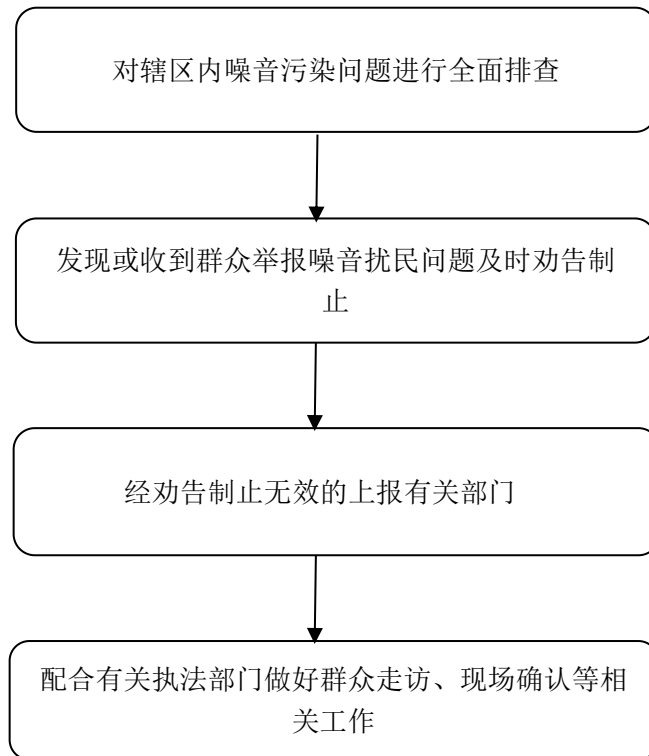 对辖区内噪音污染问题进行全面排查
发现或收到群众举报噪音扰民问题及时劝告制
止
经劝告制止无效的上报有关部门
配合有关执法部门做好群众走访、现场确认等相
关工作